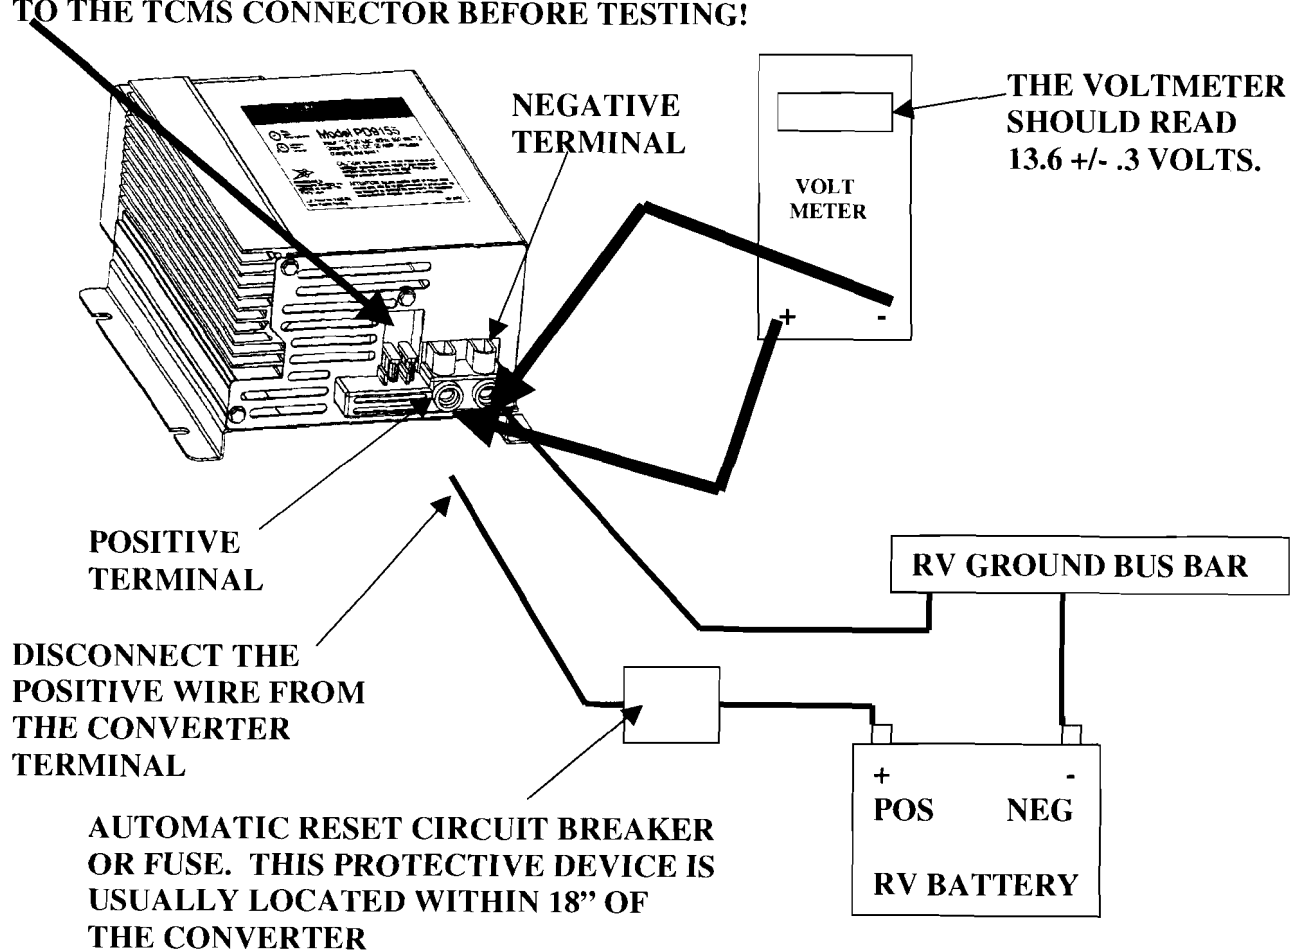 TO THE TCMS CONNECTOR BEFORE TESTING!
NEGATIVE
TERMINAL
THE VOLTMETER
SHOULD READ
13.6 +/- .3 VOLTS.
Model PD9155
VOLT
METER
+ -
POSITIVE
TERMINAL
RV GROUND BUS BAR
DISCONNECT THE
POSITIVE WIRE FROM
THE CONVERTER
TERMINAL
+ -
POS NEG
RV BATTERY
AUTOMATIC RESET CIRCUIT BREAKER
OR FUSE. THIS PROTECTIVE DEVICE IS
USUALLY LOCATED WITHIN 18” OF
THE CONVERTER